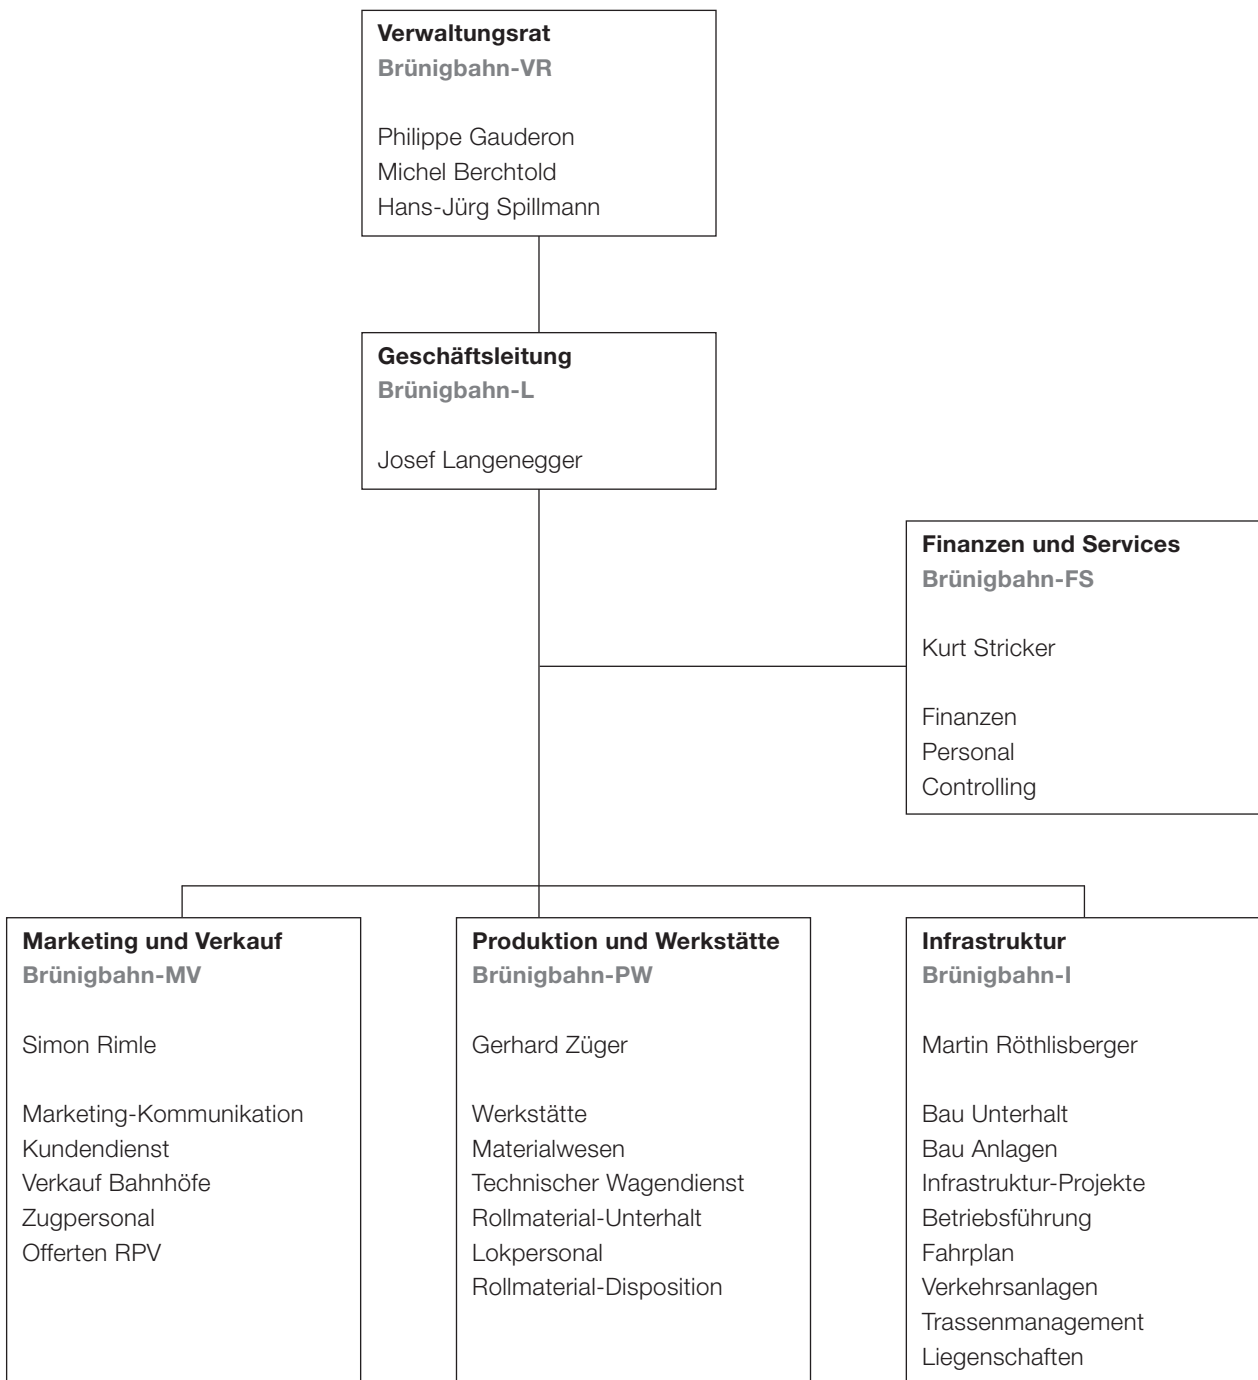 Verwaltungsrat
Brünigbahn-VR
Philippe Gauderon
Michel Berchtold
Hans-Jürg Spillmann
Geschäftsleitung
Brünigbahn-L
Josef Langenegger
Finanzen und Services
Brünigbahn-FS
Kurt Stricker
Finanzen
Personal
Controlling
Marketing und Verkauf
Brünigbahn-MV
Simon Rimle
Marketing-Kommunikation
Kundendienst
Verkauf Bahnhöfe
Zugpersonal
Offerten RPV
Produktion und Werkstätte
Brünigbahn-PW
Gerhard Züger
Werkstätte
Materialwesen
Technischer Wagendienst
Rollmaterial-Unterhalt
Lokpersonal
Rollmaterial-Disposition
Infrastruktur
Brünigbahn-I
Martin Röthlisberger
Bau Unterhalt
Bau Anlagen
Infrastruktur-Projekte
Betriebsführung
Fahrplan
Verkehrsanlagen
Trassenmanagement
Liegenschaften